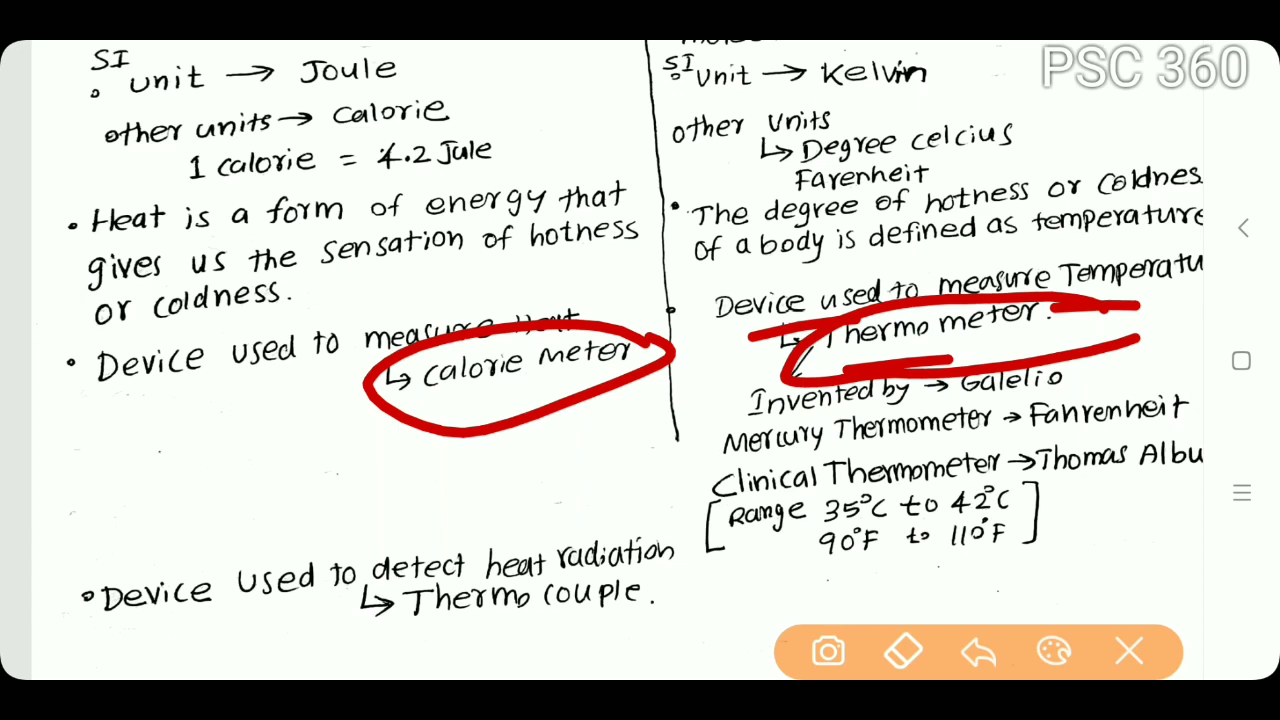 PSC 360
SI
unit → Joule
other units → calorie
1 calorie = 4.2 Jule
• Heat is a form of energy that
gives us the sensation of hotness
or coldness.
• Device used to measure
↳ calorie meter
• Device used to detect heat radiation
↳ Thermo couple.
SI
unit → Kelvin
other units
↳ Degree celcius
Farenheit
• The degree of hotness or coldnes
of a body is defined as temperature
• Device used to measure Temperatu
↳ Thermo meter.
Invented by → Galelio
Mercury Thermometer → Fahrenheit
Clinical Thermometer → Thomas Albu
[Range 35°C to 42°C
90°F to 110°F]